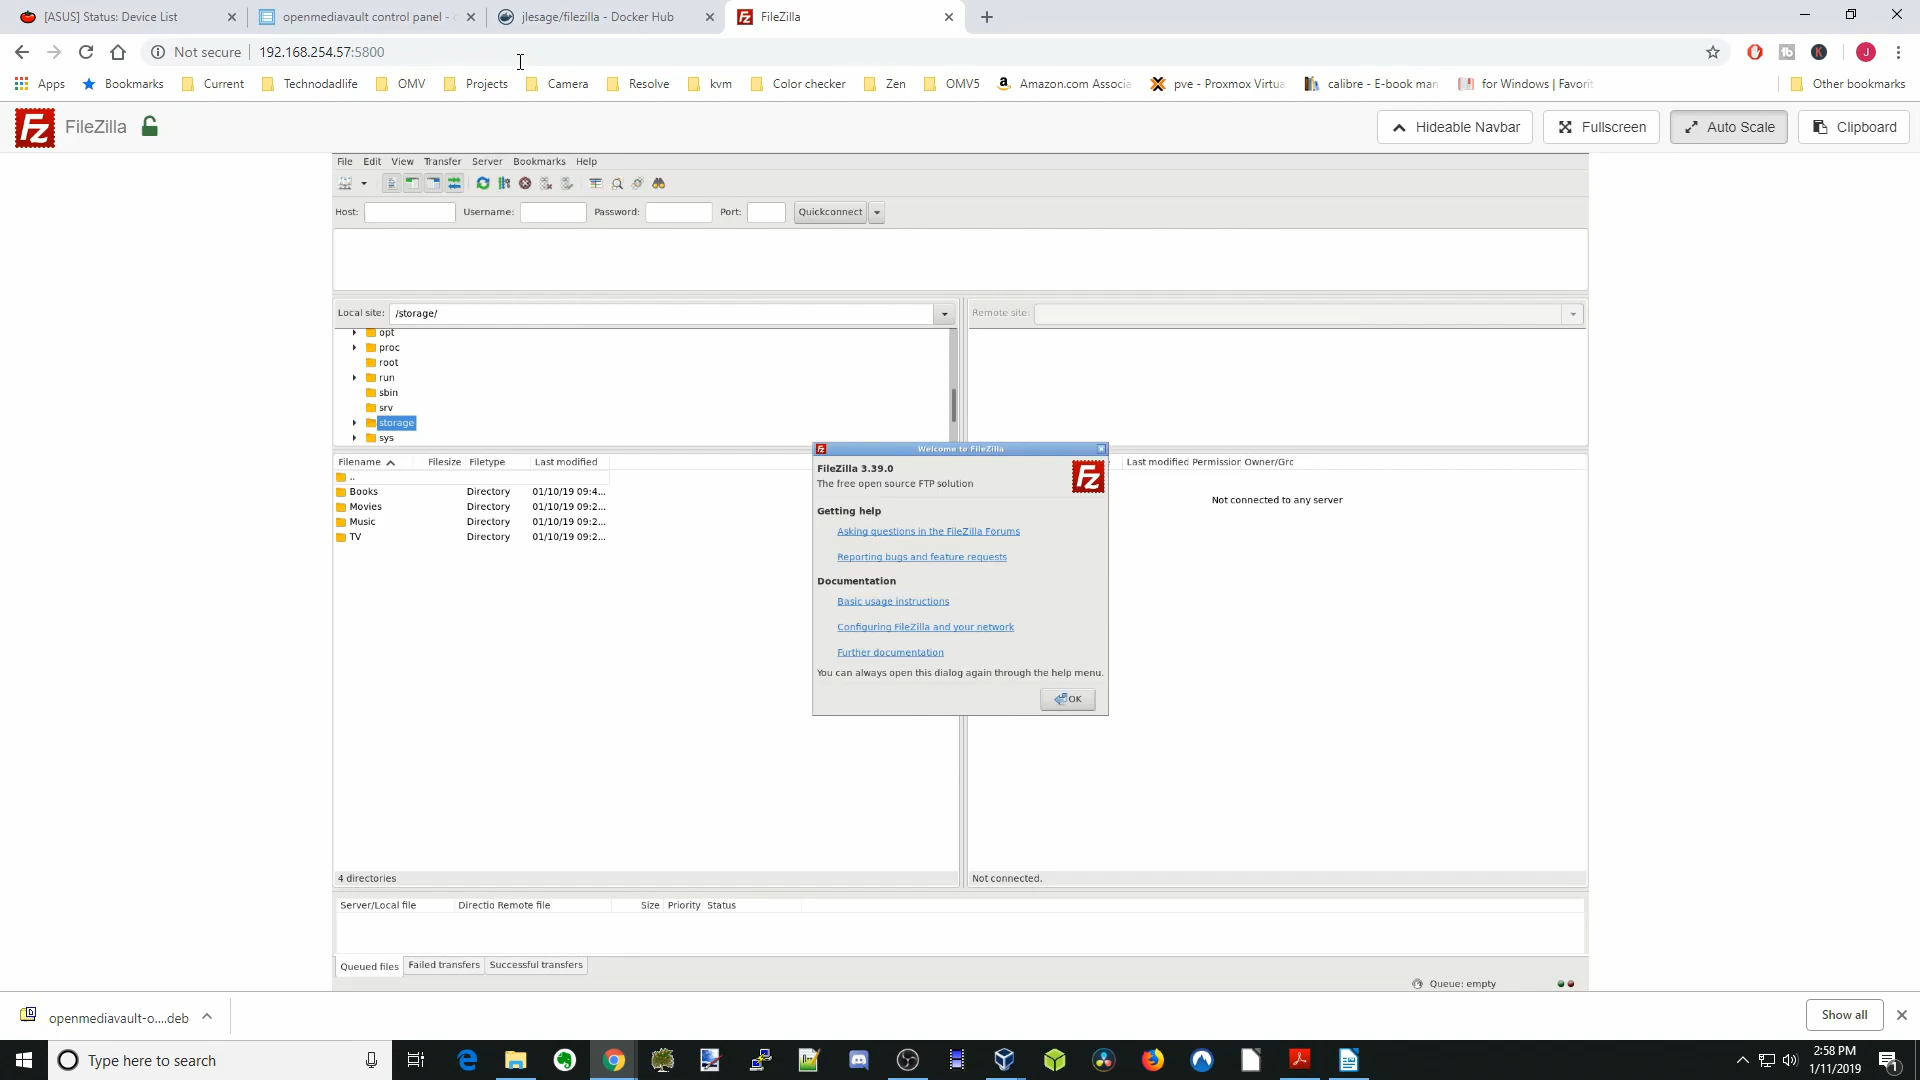 [ASUS] Status: Device List
openmediavault control panel -
jlesage/filezilla - Docker Hub
FileZilla
Not secure
192.168.254.57:5800
Apps
Bookmarks
Current
Technodadlife
OMV
Projects
Camera
Resolve
kvm
Color checker
Zen
OMV5
Amazon.com Associa
pve - Proxmox Virtua
calibre - E-book man
for Windows | Favorit
Other bookmarks
FileZilla
Hideable Navbar
Fullscreen
Auto Scale
Clipboard
File Edit View Transfer Server Bookmarks Help
Host:
Username:
Password:
Port:
Quickconnect
Local site: /storage/
Remote site:
opt
proc
root
run
sbin
srv
storage
sys
Filename Filesize Filetype Last modified
..
Books Directory 01/10/19 09:4...
Movies Directory 01/10/19 09:2...
Music Directory 01/10/19 09:2...
TV Directory 01/10/19 09:2...
Last modified Permission Owner/Grc
Not connected to any server
Welcome to FileZilla
FileZilla 3.39.0
The free open source FTP solution
Getting help
Asking questions in the FileZilla Forums
Reporting bugs and feature requests
Documentation
Basic usage instructions
Configuring FileZilla and your network
Further documentation
You can always open this dialog again through the help menu.
OK
4 directories
Not connected.
Server/Local file Directio Remote file Size Priority Status
Queued files Failed transfers Successful transfers
Queue: empty
openmediavault-o....deb
Show all
Type here to search
2:58 PM
1/11/2019